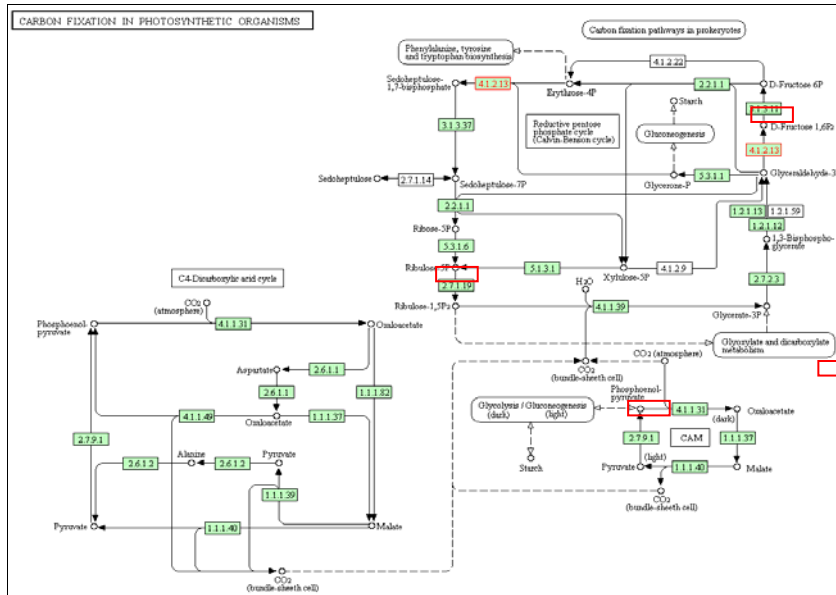 CARBON FIXATION IN PHOTOSYNTHETIC ORGANISMS
Carbon fixation pathways in prokeryotes
Phenylalanine, tyrosine
and tryptophan biosynthesis
4.1.2.22
Sedoheptulose-
1,7-bisphosphate
4.1.2.13
Erythrose-4P
2.2.1.1
D-Fructose 6P
Starch
3.1.3.11
D-Fructose 1,6P2
3.1.3.37
Reductive pentose
phosphate cycle
(Calvin-Benson cycle)
Gluconeogenesis
4.1.2.13
Sedoheptulose
2.7.1.14
Sedoheptulose-7P
Glycerone-P
5.3.1.1
Glyceraldehyde-3
2.2.1.1
1.2.1.13
1.2.1.59
Ribose-5P
1.2.1.12
5.3.1.6
1,3-Bisphospho-
glycerate
Ribulose-5P
5.1.3.1
Xylulose-5P
4.1.2.9
C4-Dicarboxylic acid cycle
2.7.1.19
H2O
2.7.2.3
CO2
(atmosphere)
Ribulose-1,5P2
4.1.1.39
Glycerate-3P
Phosphoenol-
pyruvate
4.1.1.31
Oxaloacetate
Glyoxylate and dicarboxylate
metabolism
CO2 (atmosphere)
Aspartate
2.6.1.1
CO2
(bundle-sheeth cell)
2.6.1.1
1.1.1.82
Phosphoenol-
pyruvate
4.1.1.49
Oxaloacetate
1.1.1.37
Glycolysis / Gluconeogenesis
(dark) (light)
4.1.1.31
Oxaloacetate
(dark)
2.7.9.1
2.7.9.1
CAM
1.1.1.37
Alanine
Pyruvate
Starch
(light)
2.6.1.2
2.6.1.2
Pyruvate
1.1.1.40
Malate
1.1.1.39
CO2
(bundle-sheeth cell)
Pyruvate
1.1.1.40
Malate
CO2
(bundle-sheeth cell)